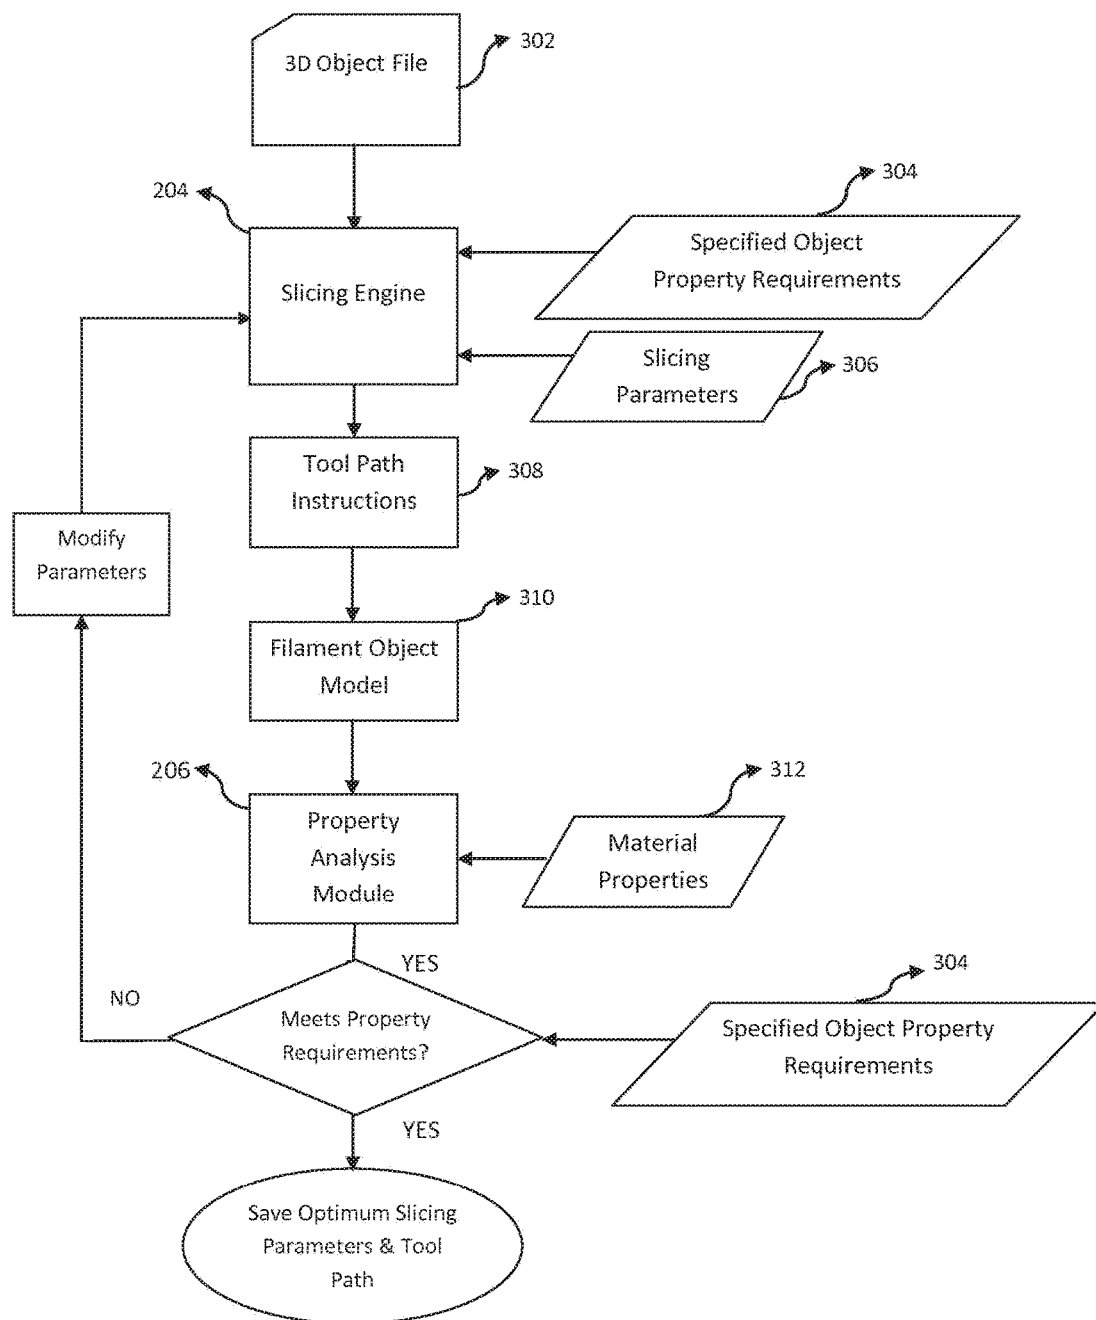 3D Object File
302
204
304
Specified Object
Property Requirements
Slicing Engine
Slicing
Parameters
306
Tool Path
Instructions
308
Modify
Parameters
310
Filament Object
Model
206
312
Property
Analysis
Module
Material
Properties
YES
304
NO
Meets Property
Requirements?
Specified Object Property
Requirements
YES
Save Optimum Slicing
Parameters & Tool
Path